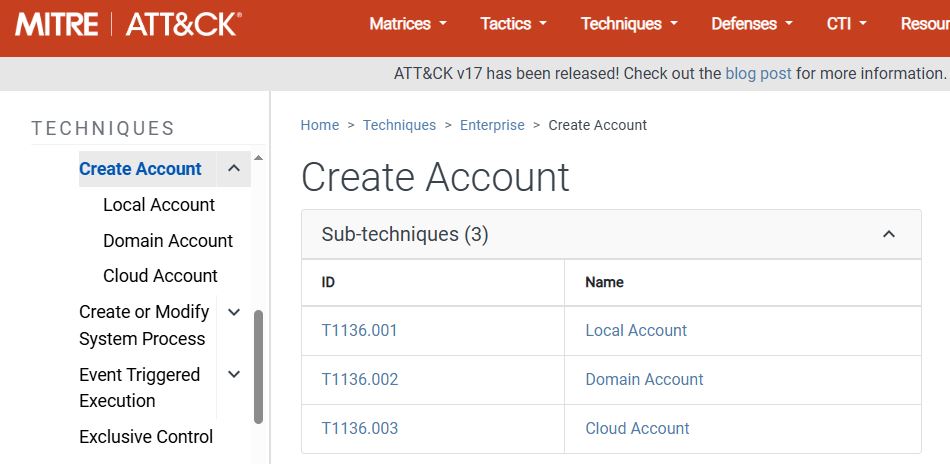 MITRE | ATT&CK®
Matrices Tactics Techniques Defenses CTI Resour
ATT&CK v17 has been released! Check out the blog post for more information.
TECHNIQUES
Create Account
Local Account
Domain Account
Cloud Account
Create or Modify
System Process
Event Triggered
Execution
Exclusive Control
Home > Techniques > Enterprise > Create Account
Create Account
Sub-techniques (3)
ID Name
T1136.001 Local Account
T1136.002 Domain Account
T1136.003 Cloud Account